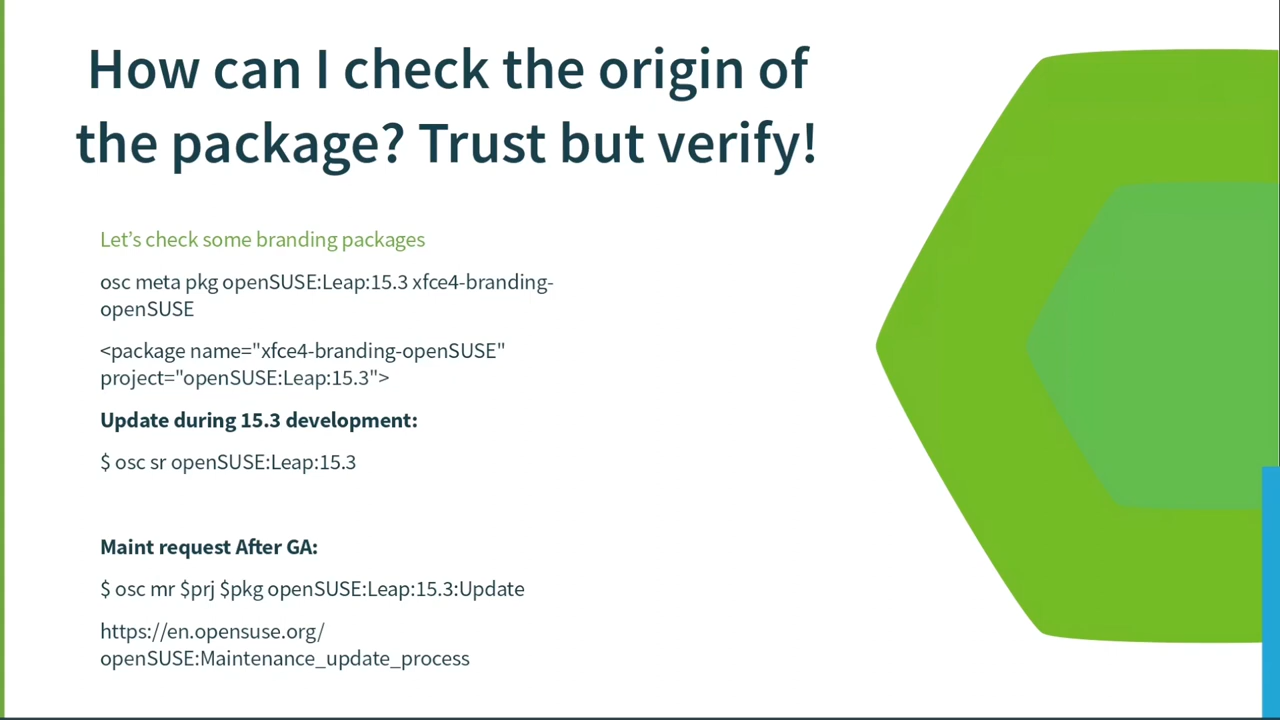 How can I check the origin of
the package? Trust but verify!
Let’s check some branding packages
osc meta pkg openSUSE:Leap:15.3 xfce4-branding-
openSUSE
<package name="xfce4-branding-openSUSE"
project="openSUSE:Leap:15.3">
Update during 15.3 development:
$ osc sr openSUSE:Leap:15.3
Maint request After GA:
$ osc mr $prj $pkg openSUSE:Leap:15.3:Update
https://en.opensuse.org/
openSUSE:Maintenance_update_process